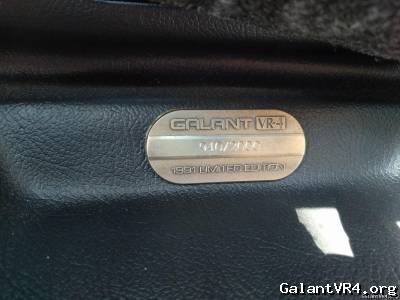 GALANT VR-4
1991 LIMITED EDITION
GalantVR4.org